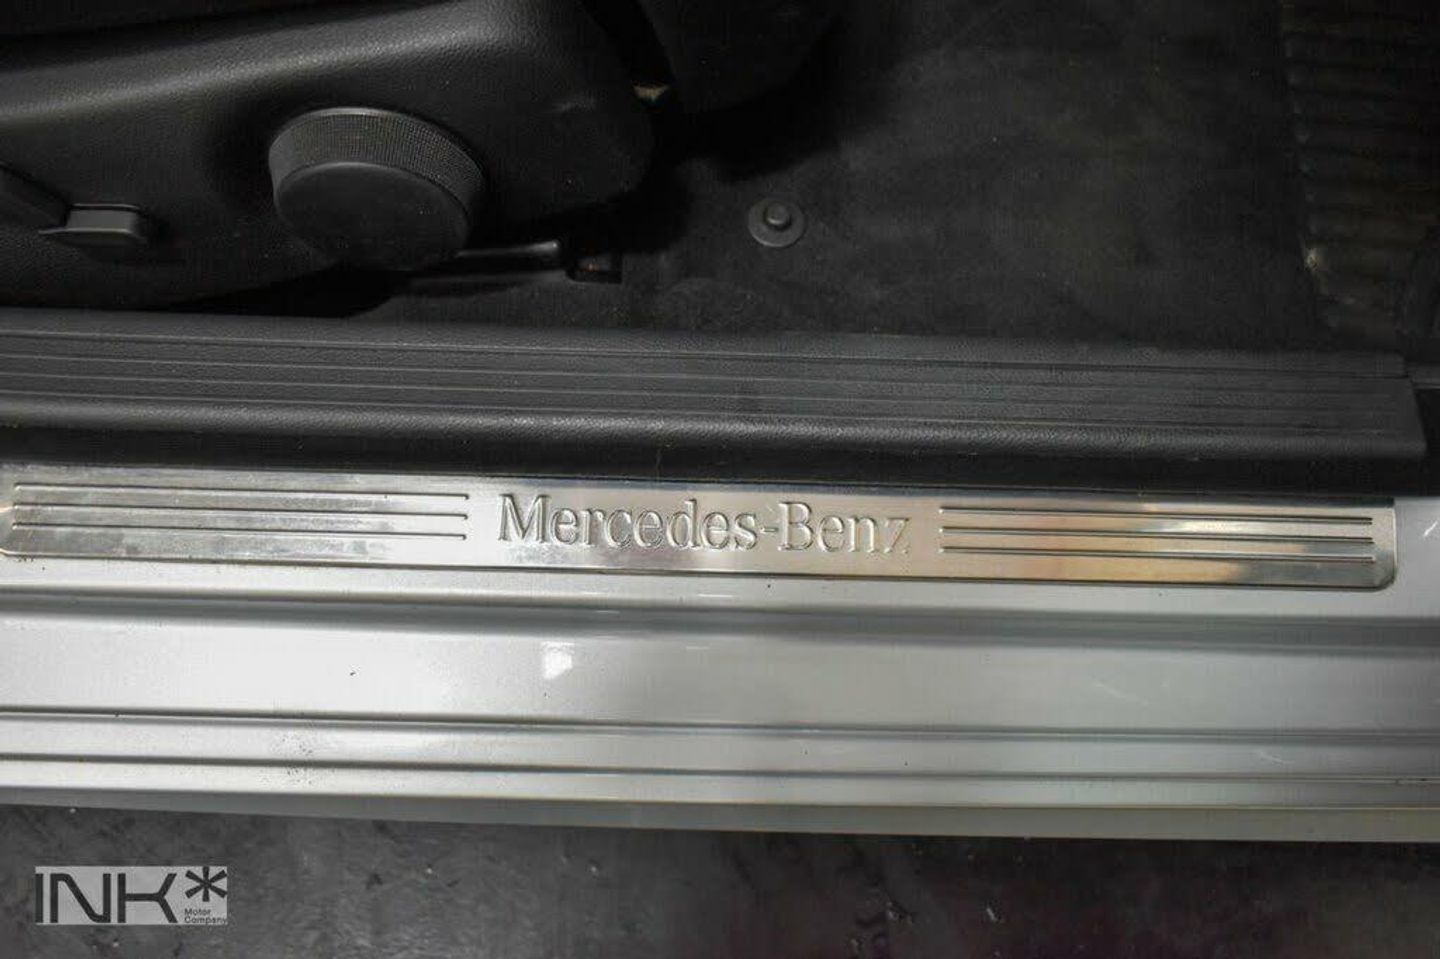 Mercedes-Benz
INK*
Motor
Company